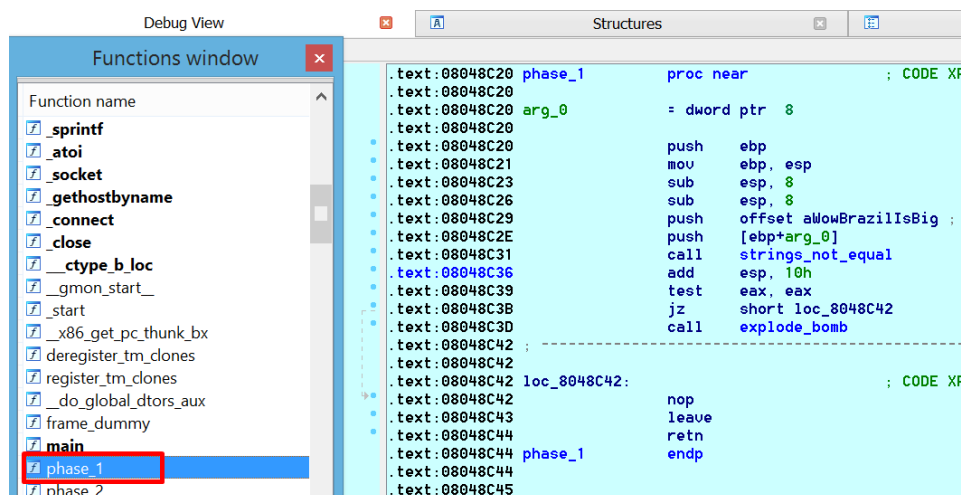 Debug View
Structures
Functions window
Function name
f _sprintf
f _atoi
f _socket
f _gethostbyname
f _connect
f _close
f ___ctype_b_loc
f __gmon_start__
f _start
f __x86_get_pc_thunk_bx
f deregister_tm_clones
f register_tm_clones
f __do_global_dtors_aux
f frame_dummy
f main
f phase_1
f phase_2
.text:08048C20 phase_1 proc near ; CODE
.text:08048C20
.text:08048C20 arg_0 = dword ptr 8
.text:08048C20
.text:08048C20 push ebp
.text:08048C21 mov ebp, esp
.text:08048C23 sub esp, 8
.text:08048C26 sub esp, 8
.text:08048C29 push offset aWowBrazilIsBig ;
.text:08048C2E push [ebp+arg_0]
.text:08048C31 call strings_not_equal
.text:08048C36 add esp, 10h
.text:08048C39 test eax, eax
.text:08048C3B jz short loc_8048C42
.text:08048C3D call explode_bomb
.text:08048C42 ; ------------------------------------------------
.text:08048C42
.text:08048C42 loc_8048C42: ; CODE
.text:08048C42 nop
.text:08048C43 leave
.text:08048C44 retn
.text:08048C44 phase_1 endp
.text:08048C44
.text:08048C45